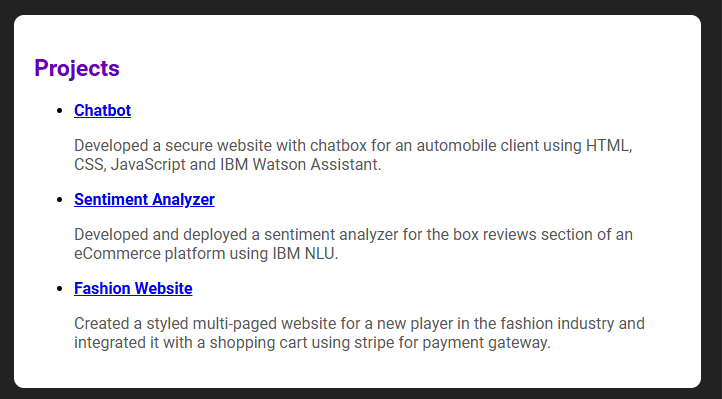 Projects
Chatbot
Developed a secure website with chatbox for an automobile client using HTML,
CSS, JavaScript and IBM Watson Assistant.
Sentiment Analyzer
Developed and deployed a sentiment analyzer for the box reviews section of an
eCommerce platform using IBM NLU.
Fashion Website
Created a styled multi-paged website for a new player in the fashion industry and
integrated it with a shopping cart using stripe for payment gateway.